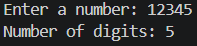 Enter a number: 12345
Number of digits: 5